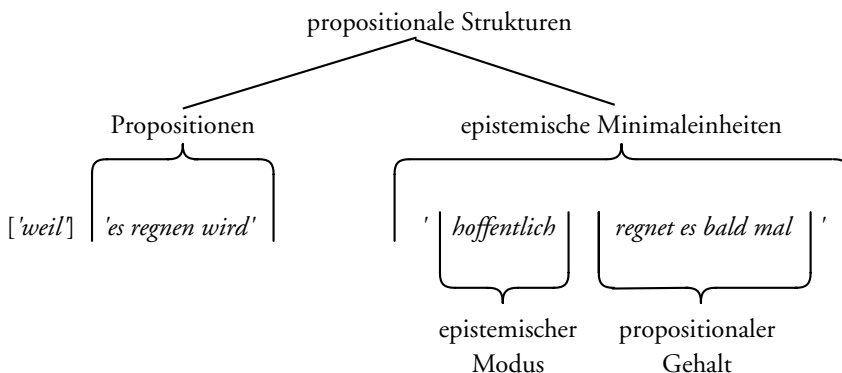 propositionale Strukturen
Propositionen epistemische Minimaleinheiten
['weil'] 'es regnen wird' ' hoffentlich regnet es bald mal '
epistemischer propositionaler
Modus Gehalt